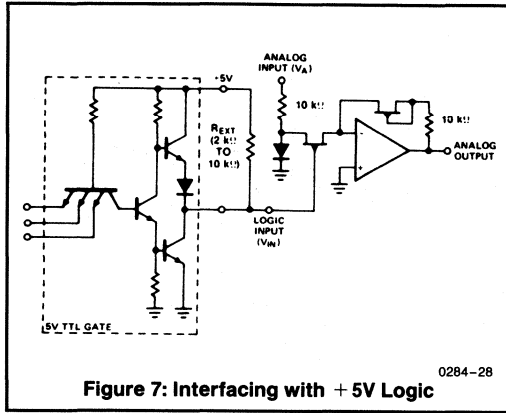 +5V
REXT
(2 kΩ
TO
10 kΩ)
ANALOG
INPUT (VA)
10 kΩ
10 kΩ
ANALOG
OUTPUT
-
+
LOGIC
INPUT
(VIN)
5V TTL GATE
0284-28
Figure 7: Interfacing with +5V Logic